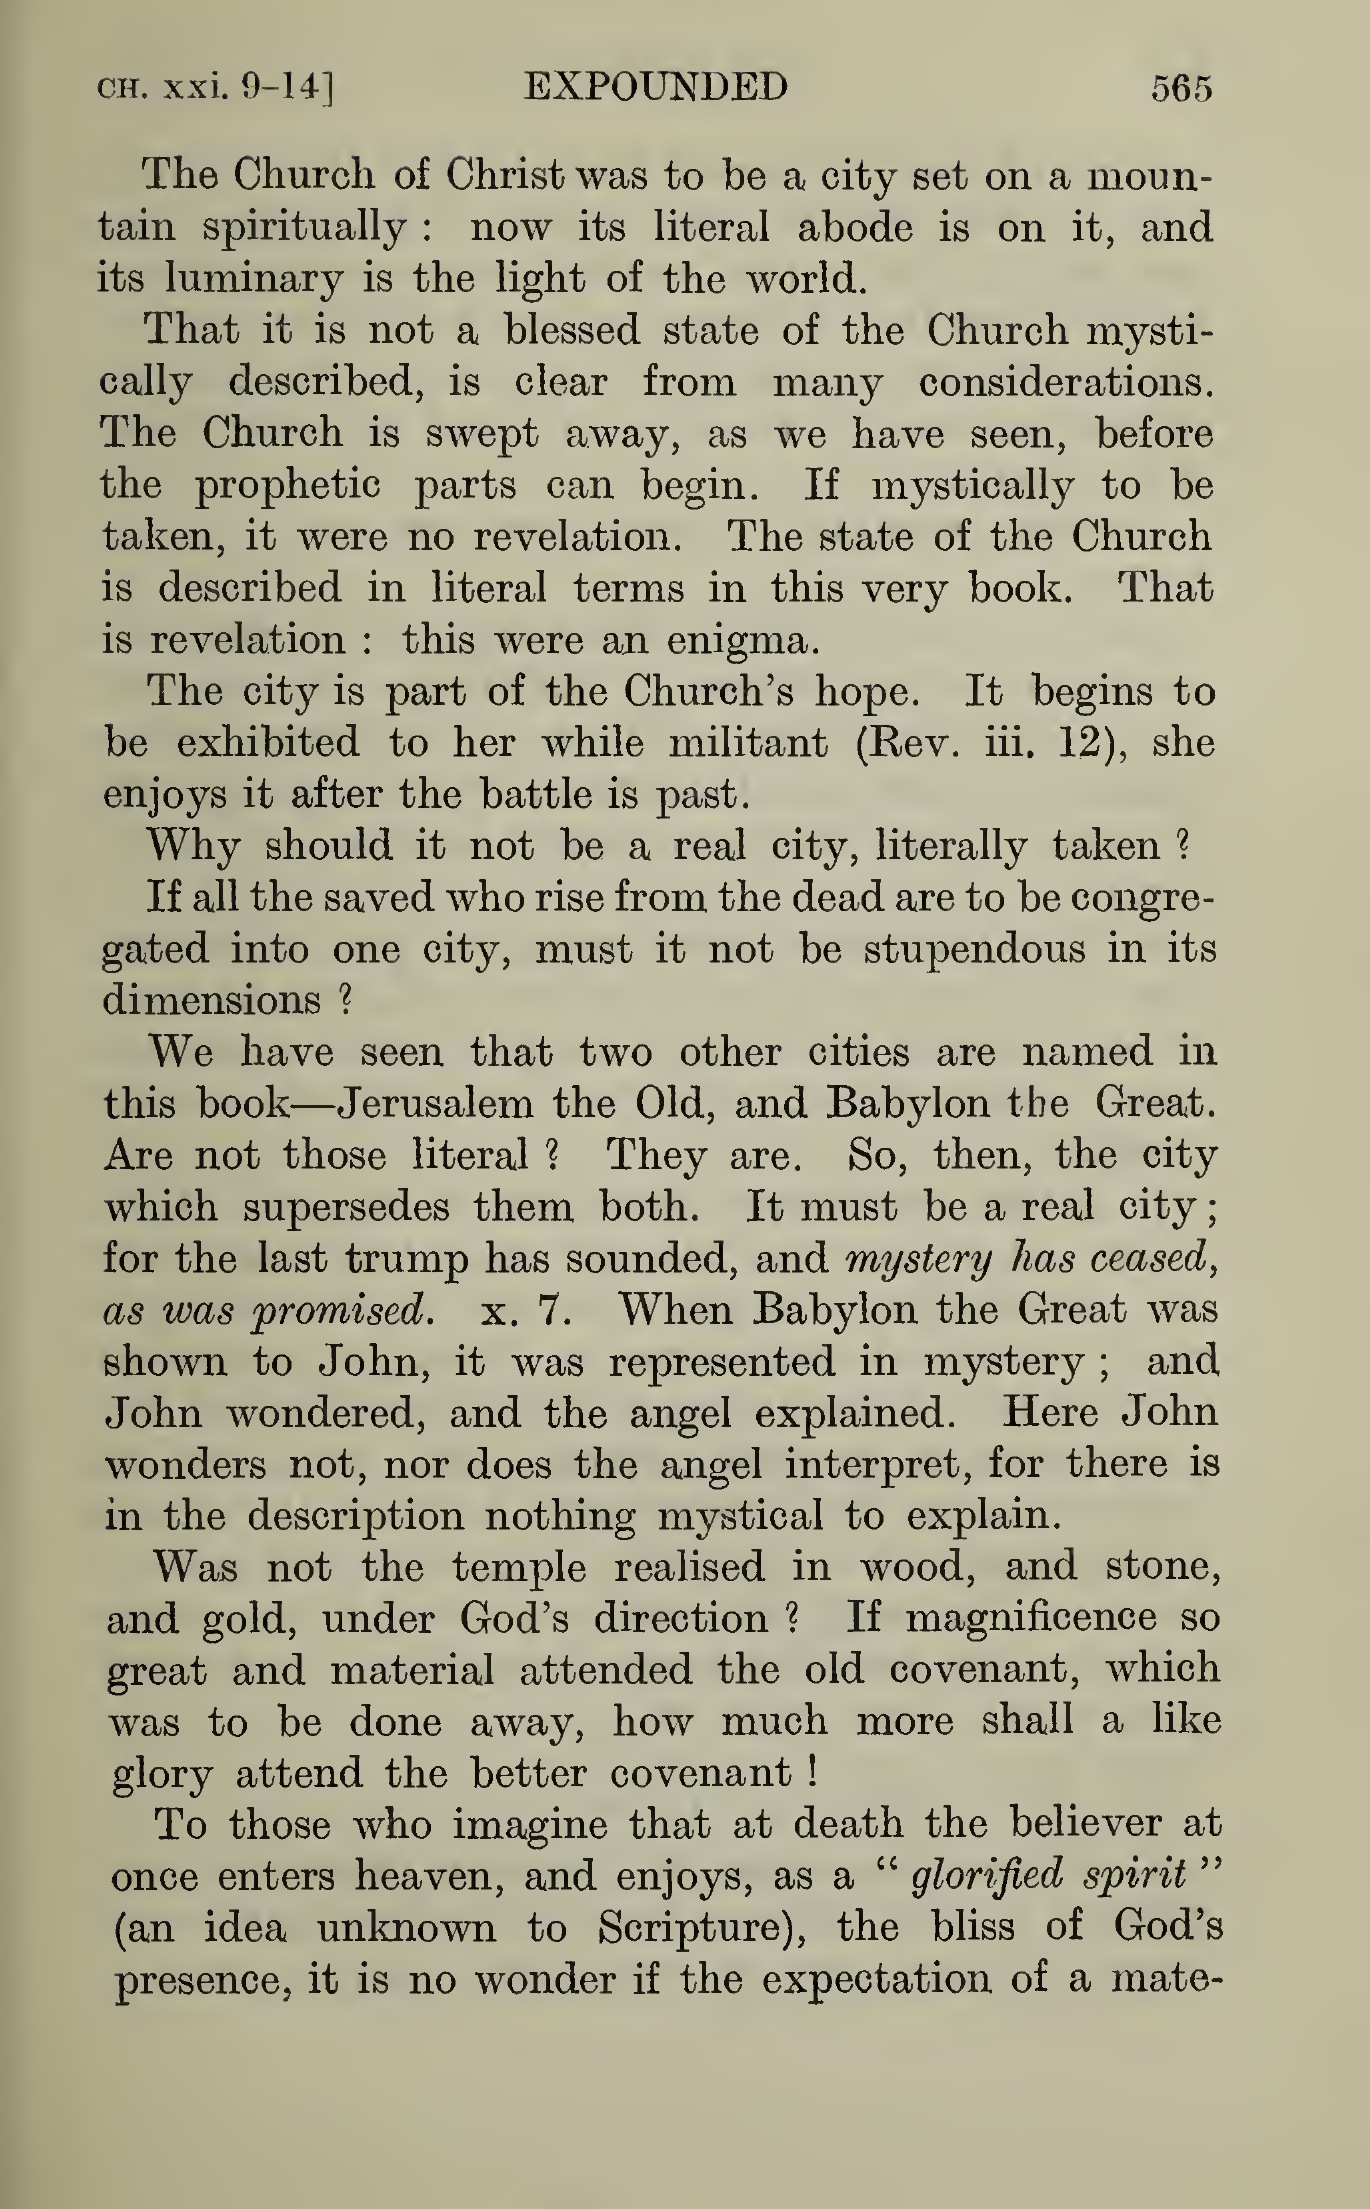 CH. xxi. 9-14] EXPOUNDED 565
The Church of Christ was to be a city set on a moun-
tain spiritually : now its literal abode is on it, and
its luminary is the light of the world.
That it is not a blessed state of the Church mysti-
cally described, is clear from many considerations.
The Church is swept away, as we have seen, before
the prophetic parts can begin. If mystically to be
taken, it were no revelation. The state of the Church
is described in literal terms in this very book. That
is revelation : this were an enigma.
The city is part of the Church's hope. It begins to
be exhibited to her while militant (Rev. iii. 12), she
enjoys it after the battle is past.
Why should it not be a real city, literally taken ?
If all the saved who rise from the dead are to be congre-
gated into one city, must it not be stupendous in its
dimensions ?
We have seen that two other cities are named in
this book—Jerusalem the Old, and Babylon the Great.
Are not those literal ? They are. So, then, the city
which supersedes them both. It must be a real city ;
for the last trump has sounded, and mystery has ceased,
as was promised. x. 7. When Babylon the Great was
shown to John, it was represented in mystery ; and
John wondered, and the angel explained. Here John
wonders not, nor does the angel interpret, for there is
in the description nothing mystical to explain.
Was not the temple realised in wood, and stone,
and gold, under God's direction ? If magnificence so
great and material attended the old covenant, which
was to be done away, how much more shall a like
glory attend the better covenant !
To those who imagine that at death the believer at
once enters heaven, and enjoys, as a “ glorified spirit ”
(an idea unknown to Scripture), the bliss of God's
presence, it is no wonder if the expectation of a mate-